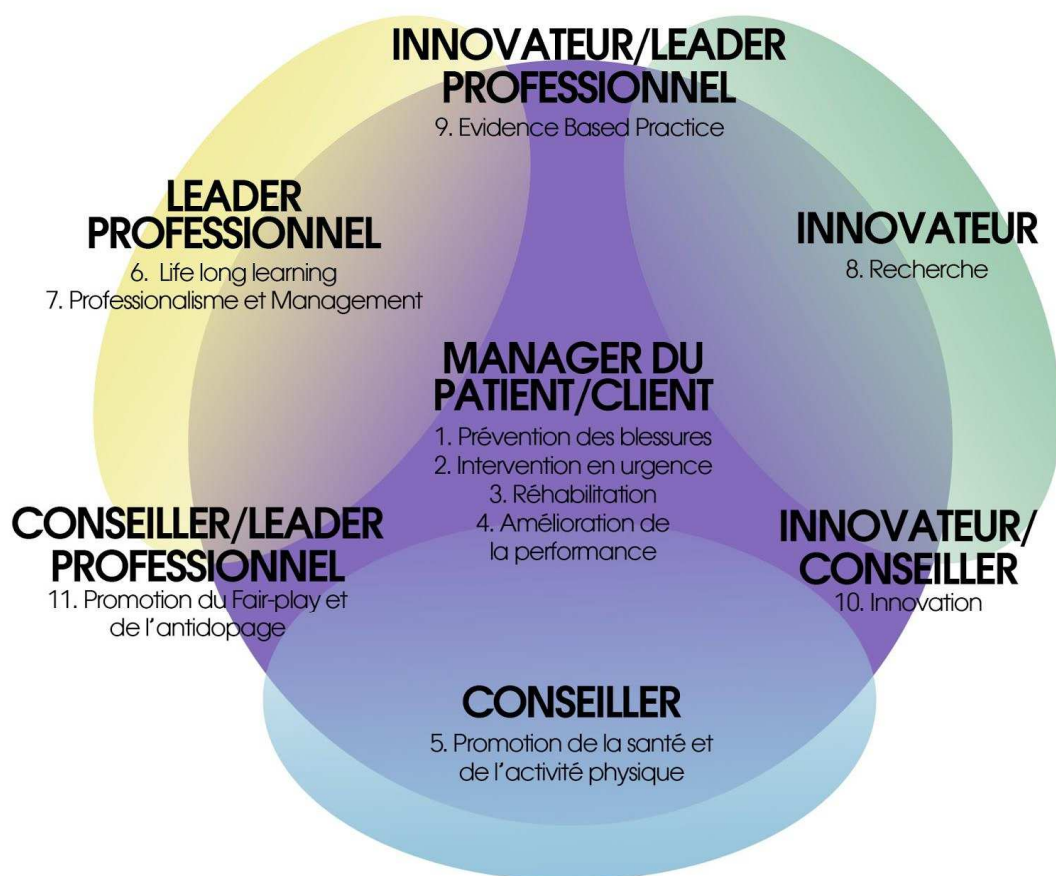 INNOVATEUR/LEADER
PROFESSIONNEL
9. Evidence Based Practice
LEADER
PROFESSIONNEL
6. Life long learning
7. Professionalisme et Management
INNOVATEUR
8. Recherche
MANAGER DU
PATIENT/CLIENT
1. Prévention des blessures
2. Intervention en urgence
3. Réhabilitation
4. Amélioration de
la performance
CONSEILLER/LEADER
PROFESSIONNEL
11. Promotion du Fair-play et
de l'antidopage
INNOVATEUR/
CONSEILLER
10. Innovation
CONSEILLER
5. Promotion de la santé et
de l'activité physique